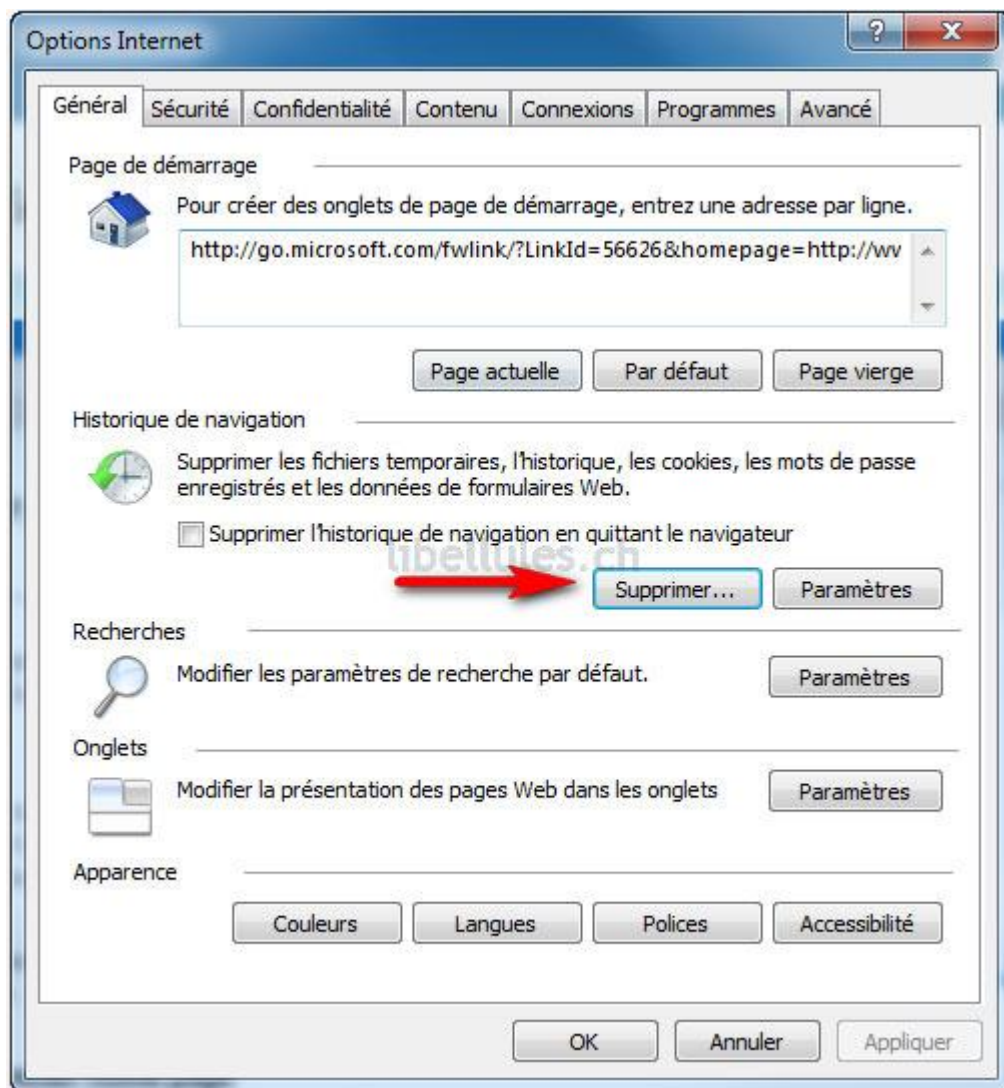 Options Internet
Général Sécurité Confidentialité Contenu Connexions Programmes Avancé
Page de démarrage
Pour créer des onglets de page de démarrage, entrez une adresse par ligne.
http://go.microsoft.com/fwlink/?LinkId=56626&homepage=http://wv
Page actuelle Par défaut Page vierge
Historique de navigation
Supprimer les fichiers temporaires, l'historique, les cookies, les mots de passe
enregistrés et les données de formulaires Web.
Supprimer l'historique de navigation en quittant le navigateur
libellules.ch
Supprimer... Paramètres
Recherches
Modifier les paramètres de recherche par défaut. Paramètres
Onglets
Modifier la présentation des pages Web dans les onglets Paramètres
Apparence
Couleurs Langues Polices Accessibilité
OK Annuler Appliquer